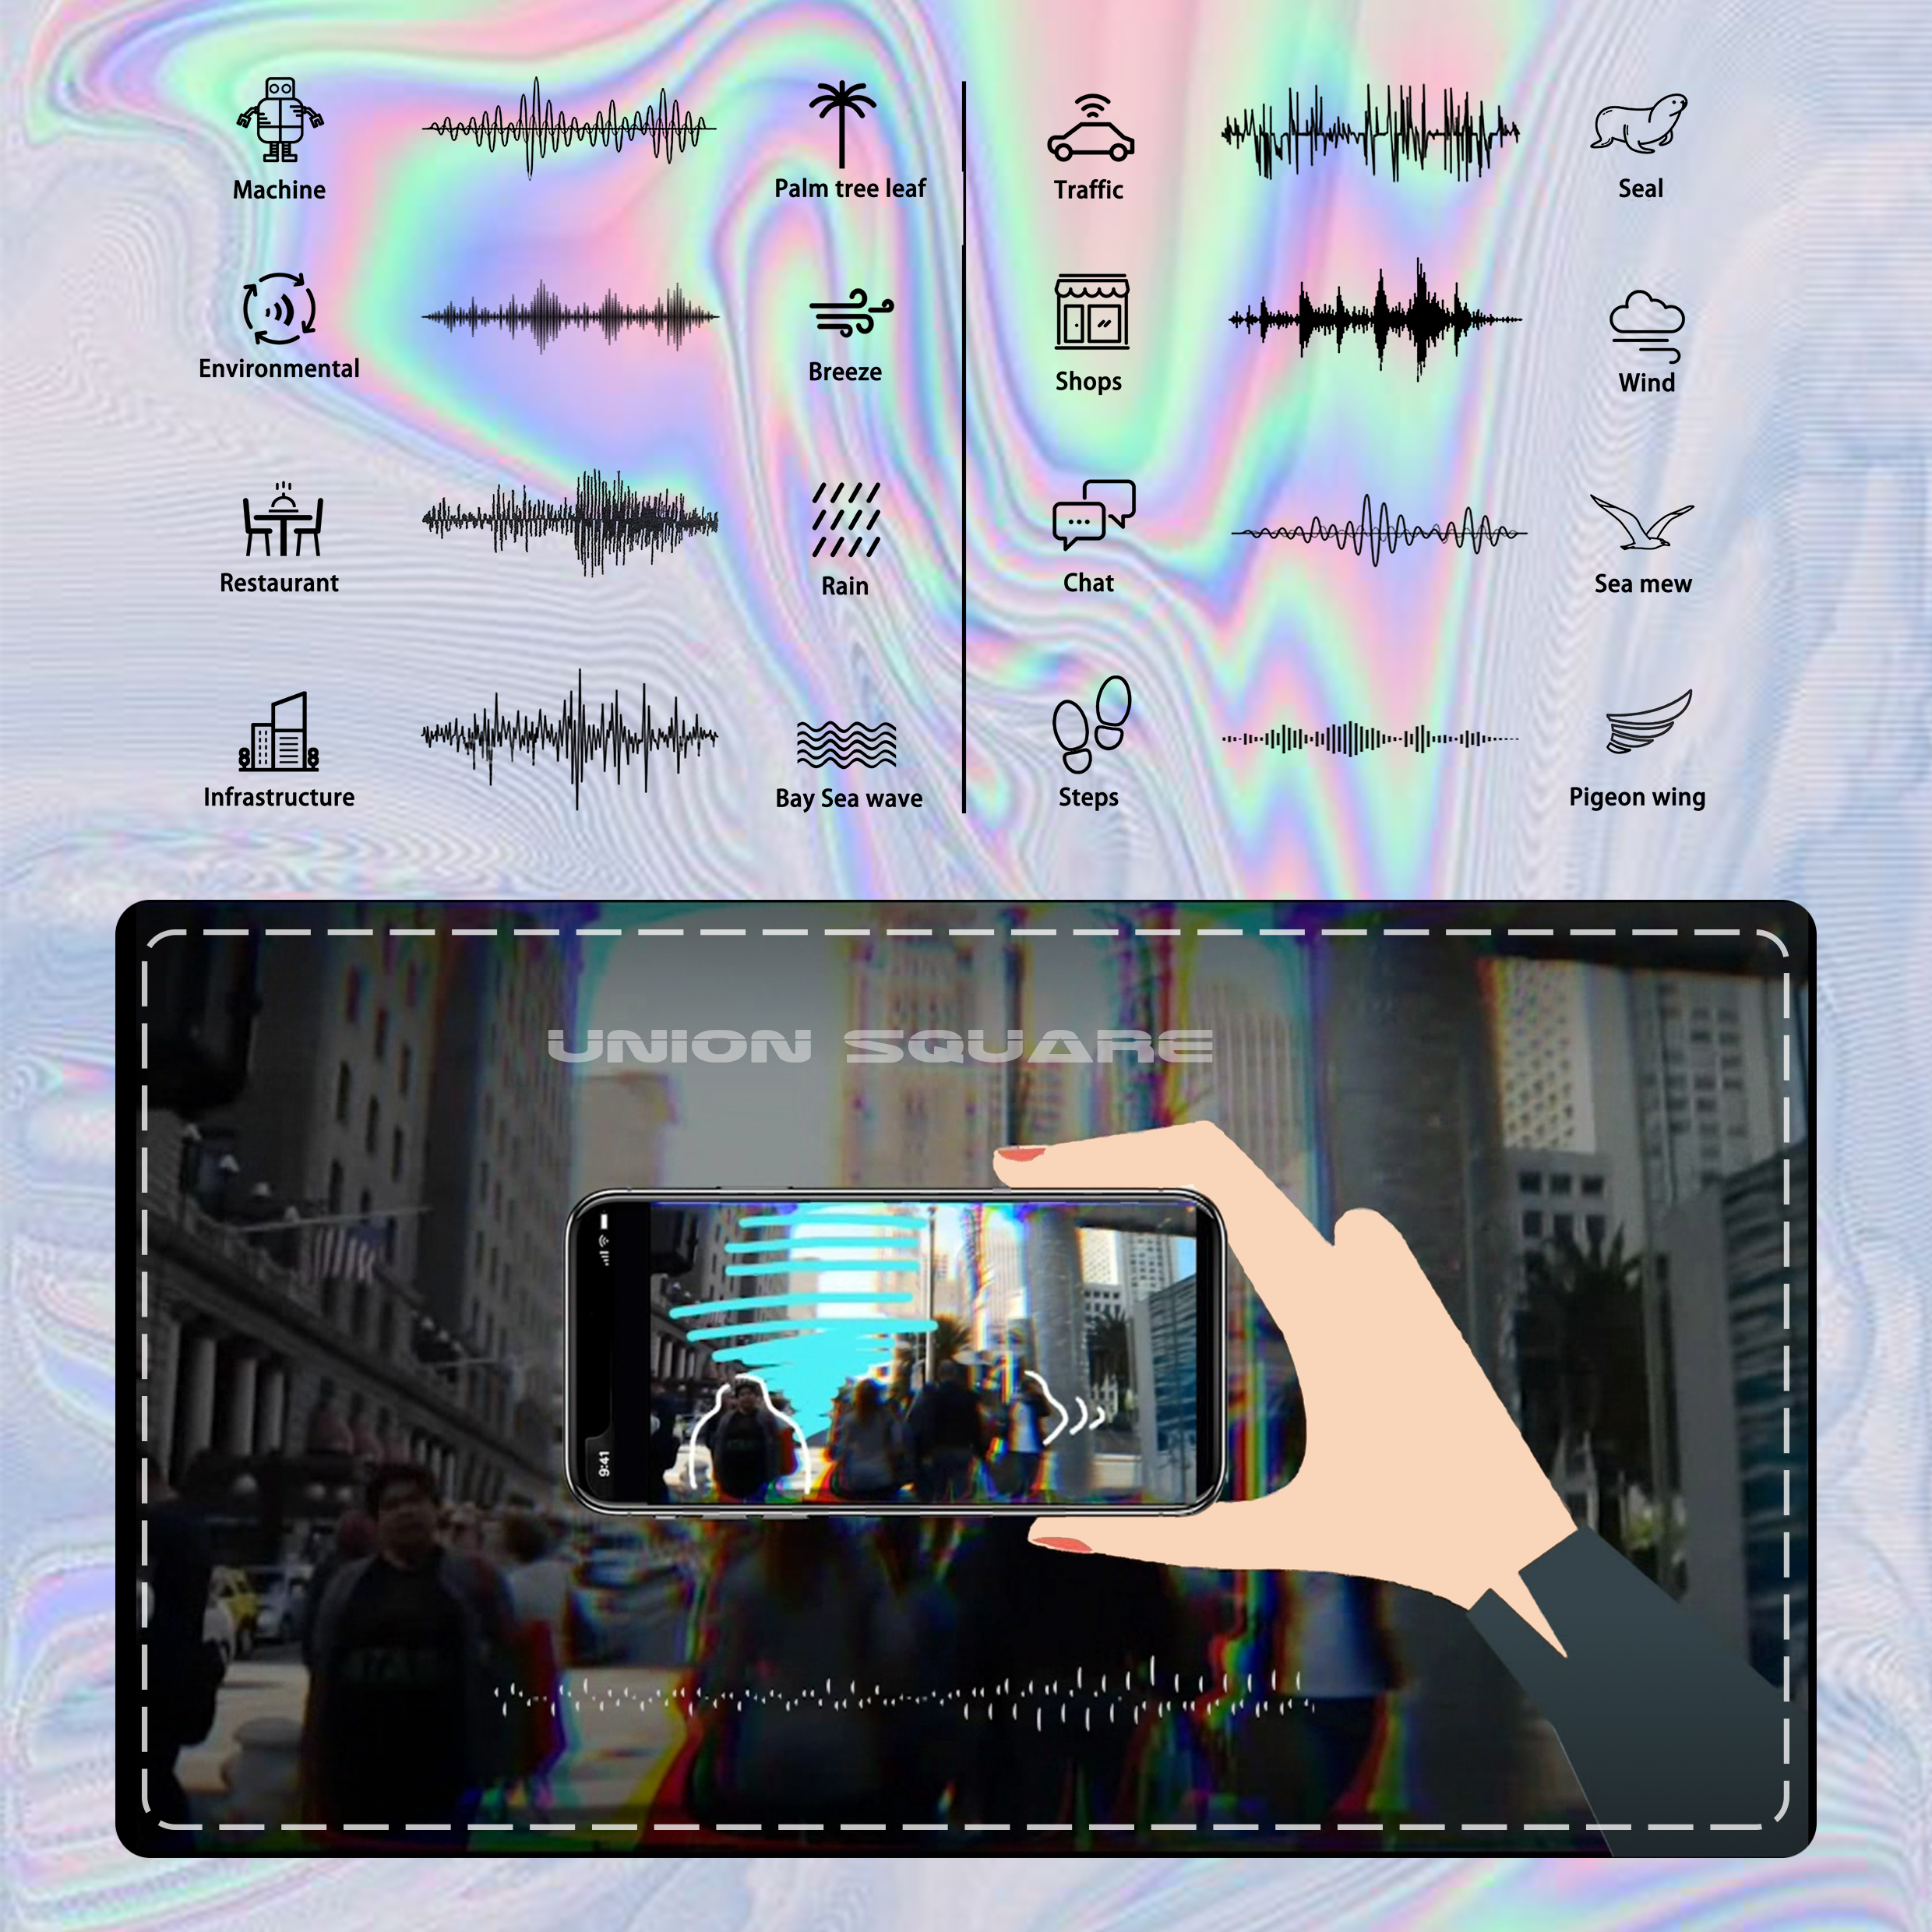 Machine
Palm tree leaf
Environmental
Breeze
Restaurant
Rain
Infrastructure
Bay Sea wave
Traffic
Seal
Shops
Wind
Chat
Sea mew
Steps
Pigeon wing
UNION SQUARE
9:41